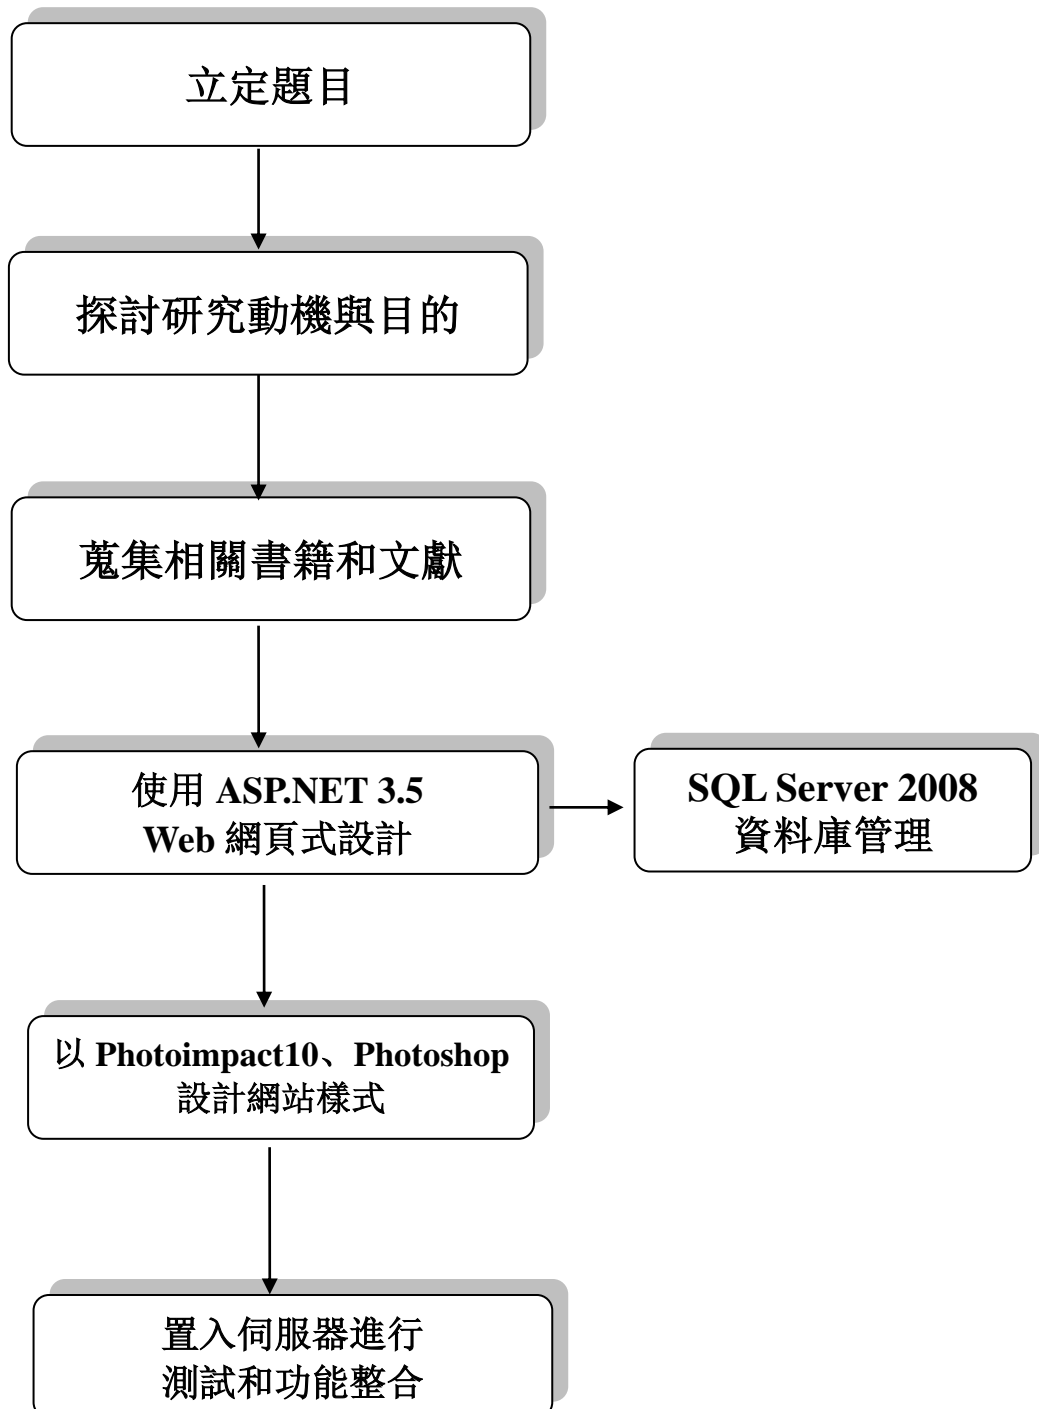 立定題目
探討研究動機與目的
蒐集相關書籍和文獻
使用 ASP.NET 3.5
Web 網頁式設計
SQL Server 2008
資料庫管理
以 Photoimpact10、Photoshop
設計網站樣式
置入伺服器進行
測試和功能整合